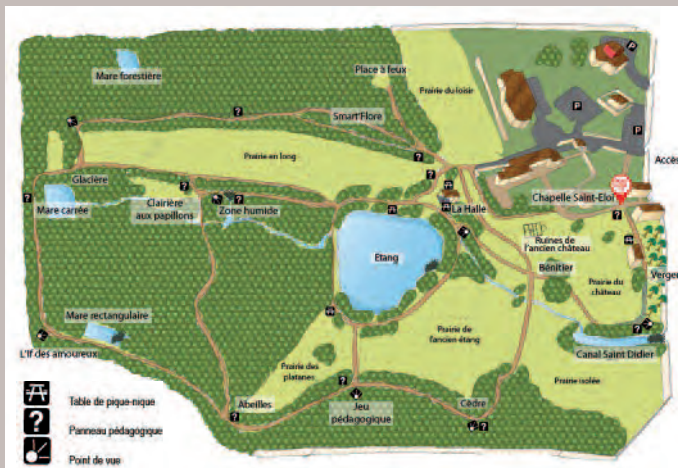 Mare forestière
Place à feux
Prairie du loisir
P
Smart'Flore
P
P
Prairie en long
Accès
Glacière
Chapelle Saint-Eloi
Mare carrée
Clairière
aux papillons
Zone humide
La Halle
Ruines de
l'ancien château
Étang
Bénitier
Prairie du
château
Verger
Mare rectangulaire
Prairie de
l'ancien étang
L'If des amoureux
Canal Saint Didier
Prairie des
platanes
Prairie isolée
Abeilles
Jeu
pédagogique
Cèdre
Table de pique-nique
?
Panneau pédagogique
Point de vue